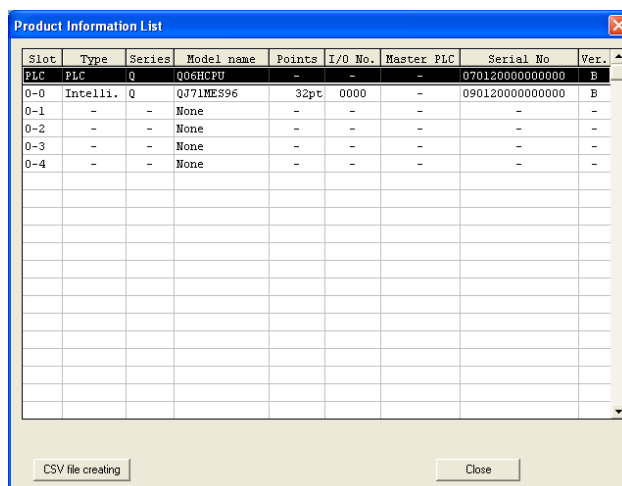 Product Information List
Slot Type Series Model name Points I/O No. Master PLC Serial No Ver.
PLC PLC Q Q06HCPU - - - 070120000000000 B
0-0 Intelli. Q QJ71MES96 32pt 0000 - 090120000000000 B
0-1 - - None - - - - -
0-2 - - None - - - - -
0-3 - - None - - - - -
0-4 - - None - - - - -
CSV file creating Close